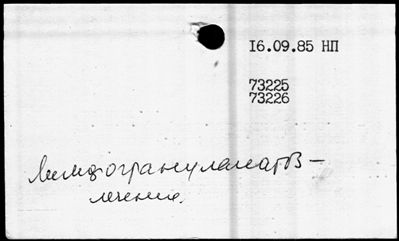 16.09.85 НП
73225
73226
Лимфогранулематоз –
лечение.